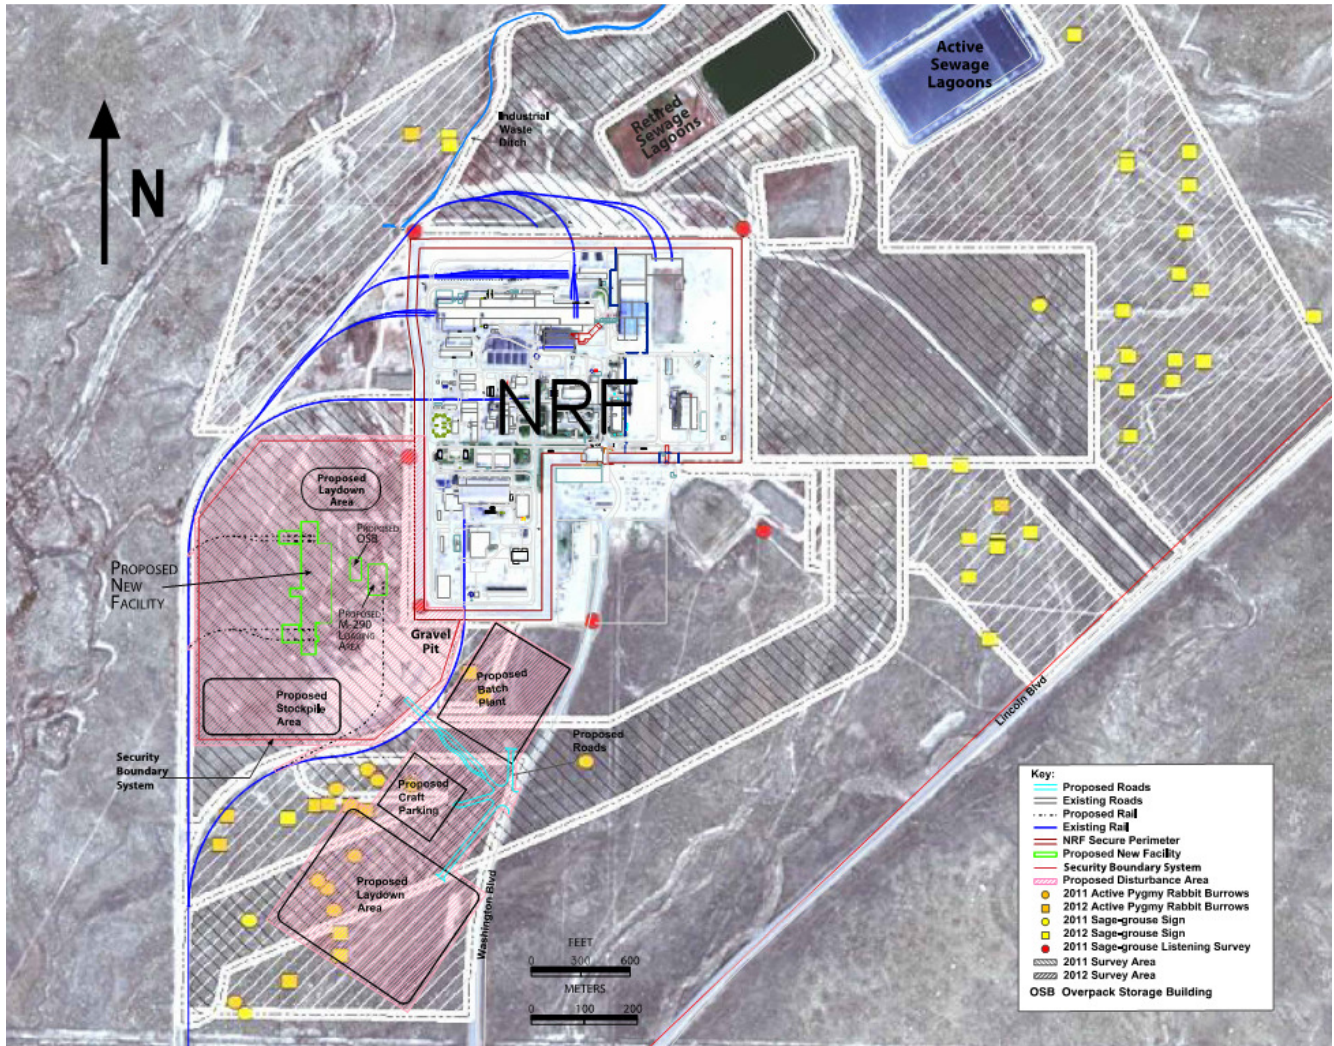 Active
Sewage
Lagoons
Retired
Sewage
Lagoons
Industrial
Waste
Ditch
N
NRF
Proposed
Laydown
Area
PROPOSED
OSB
PROPOSED
NEW
FACILITY
PROPOSED
M-290
LOADING
AREA
Gravel
Pit
Proposed
Stockpile
Area
Proposed
Batch
Plant
Security
Boundary
System
Proposed
Roads
Proposed
Craft
Parking
Proposed
Laydown
Area
Washington Blvd
Lincoln Blvd
FEET
0 300 600
METERS
0 100 200
Key:
Proposed Roads
Existing Roads
Proposed Rail
Existing Rail
NRF Secure Perimeter
Proposed New Facility
Security Boundary System
Proposed Disturbance Area
2011 Active Pygmy Rabbit Burrows
2012 Active Pygmy Rabbit Burrows
2011 Sage-grouse Sign
2012 Sage-grouse Sign
2011 Sage-grouse Listening Survey
2011 Survey Area
2012 Survey Area
OSB Overpack Storage Building